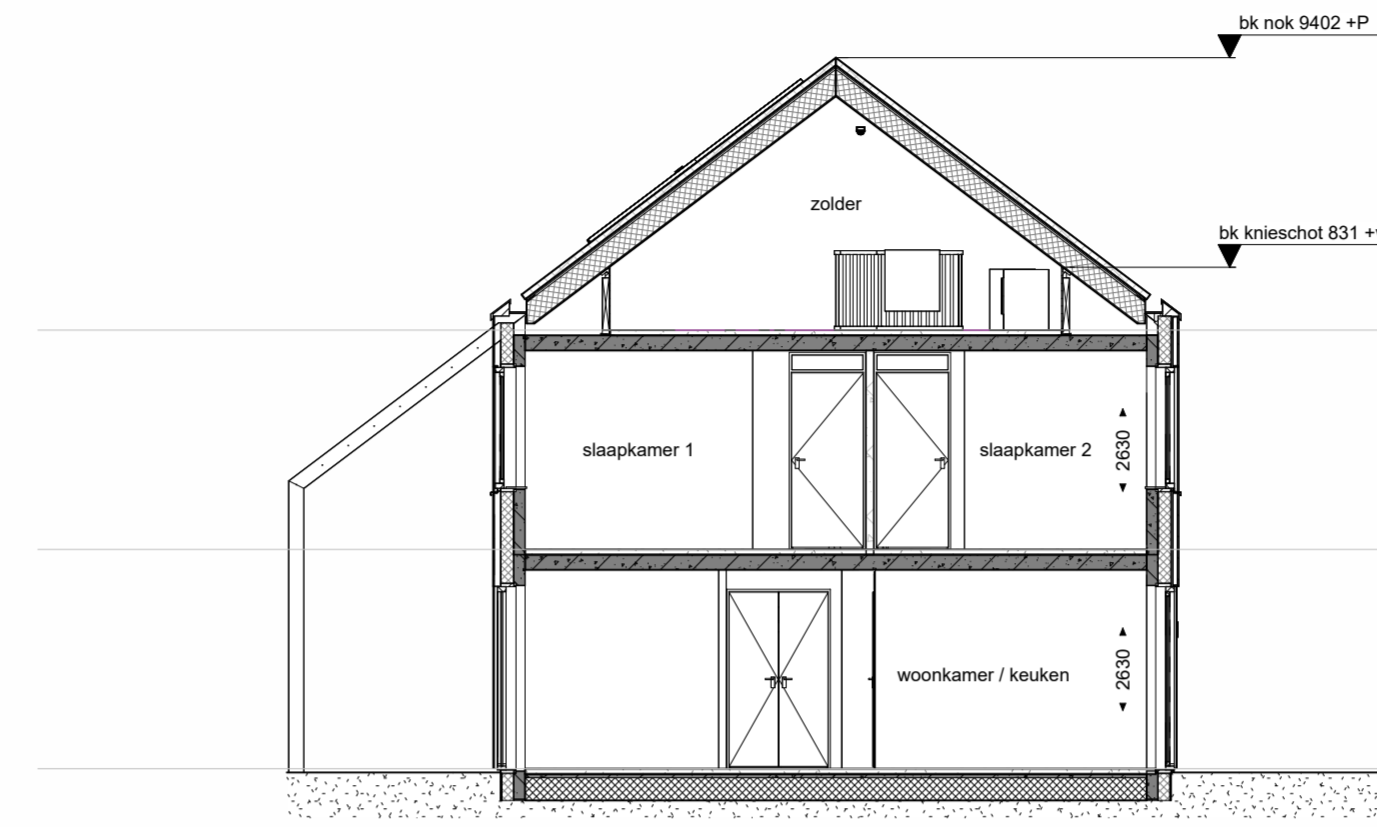 bk nok 9402 +P
zolder
bk knieschot 831 +
slaapkamer 1
slaapkamer 2
2630
woonkamer / keuken
2630